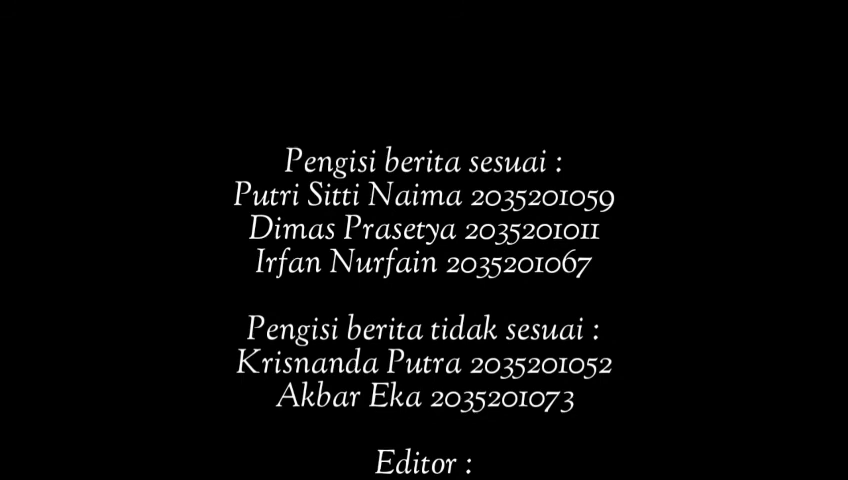 Pengisi berita sesuai :
Putri Sitti Naima 2035201059
Dimas Prasetya 2035201011
Irfan Nurfain 2035201067
Pengisi berita tidak sesuai :
Krisnanda Putra 2035201052
Akbar Eka 2035201073
Editor :